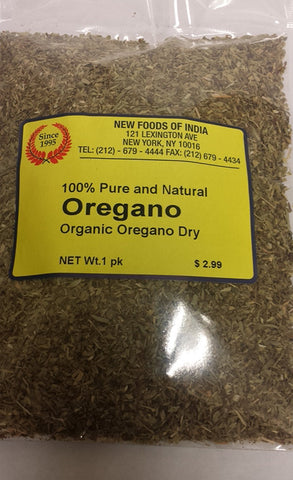 Since
1995
NEW FOODS OF INDIA
121 LEXINGTON AVE
NEW YORK, NY 10016
TEL: (212) - 679 - 4444 FAX: (212) 679 - 4434
100% Pure and Natural
Oregano
Organic Oregano Dry
NET Wt.1 pk $ 2.99